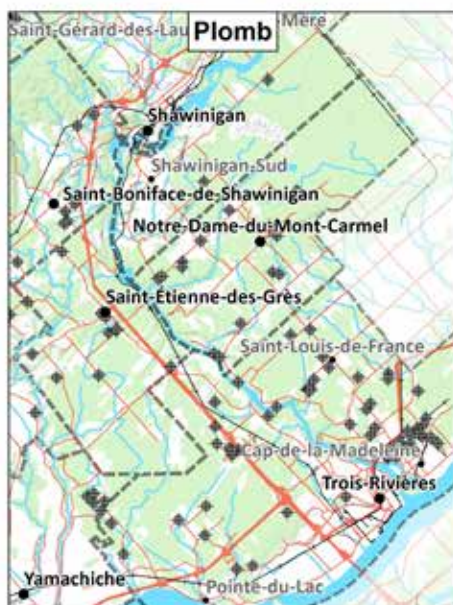 Saint-Gérard-des-Lau
Plomb
-Mère
Shawinigan
Shawinigan-Sud
Saint-Boniface-de-Shawinigan
Notre-Dame-du-Mont-Carmel
Saint-Etienne-des-Grès
Saint-Louis-de-France
Cap-de-la-Madeleine
Trois-Rivières
Yamachiche
Pointe-du-Lac